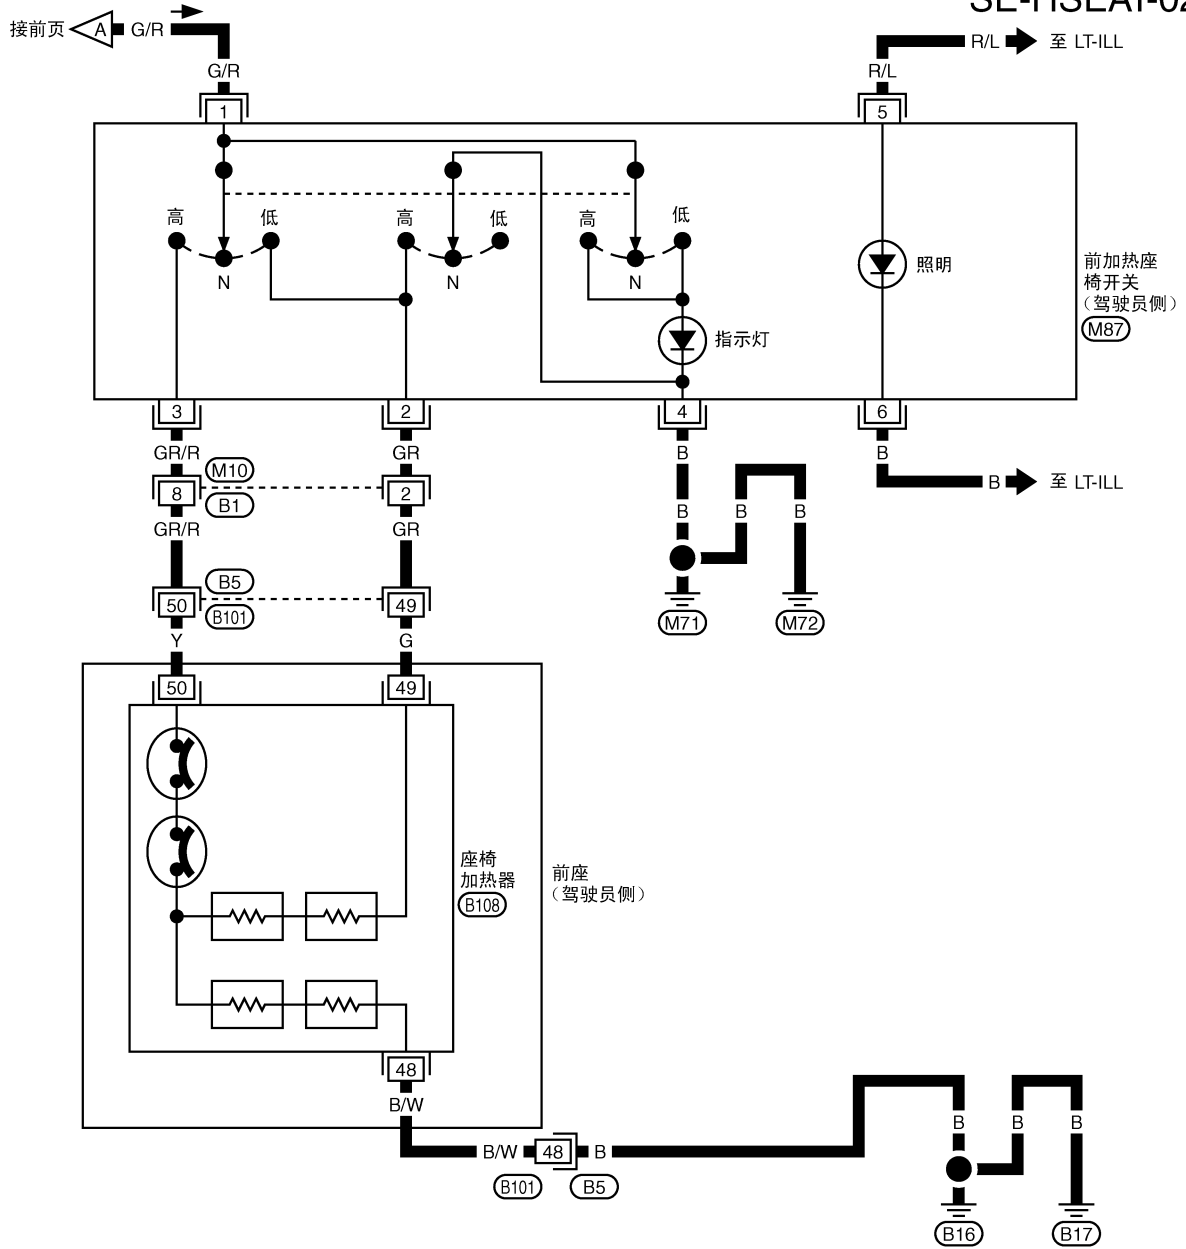 SE-HSEAT-02
接前页 A G/R
R/L 至 LT-ILL
G/R
R/L
1
5
高 低 高 低 高 低
N N N
照明
指示灯
前加热座
椅开关
（驾驶员侧）
M87
3 2 4 6
GR/R GR B B
M10
8 2
B1
B 至 LT-ILL
GR/R GR B B B
B5
50 49
B101
M71 M72
Y G
50 49
座椅
加热器
B108
前座
（驾驶员侧）
48
B/W
B/W 48 B
B101 B5
B B B
B16 B17